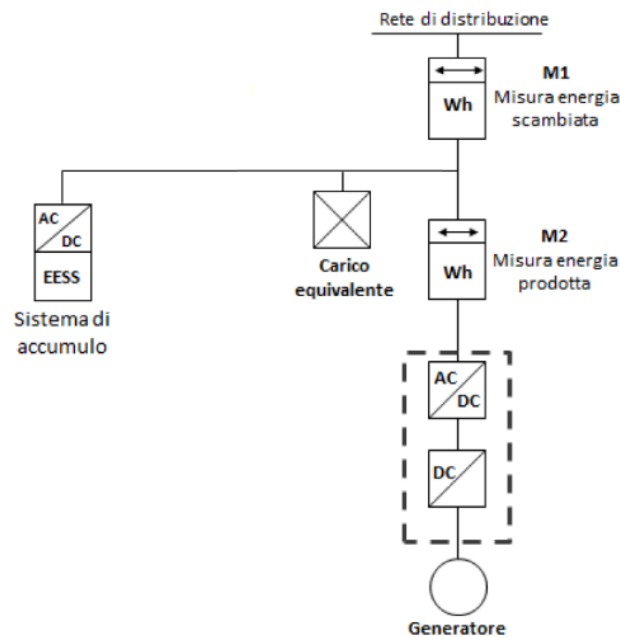 Rete di distribuzione
M1
Misura energia
scambiata
Wh
AC
DC
EESS
Sistema di
accumulo
Carico
equivalente
M2
Misura energia
prodotta
Wh
AC
DC
DC
Generatore